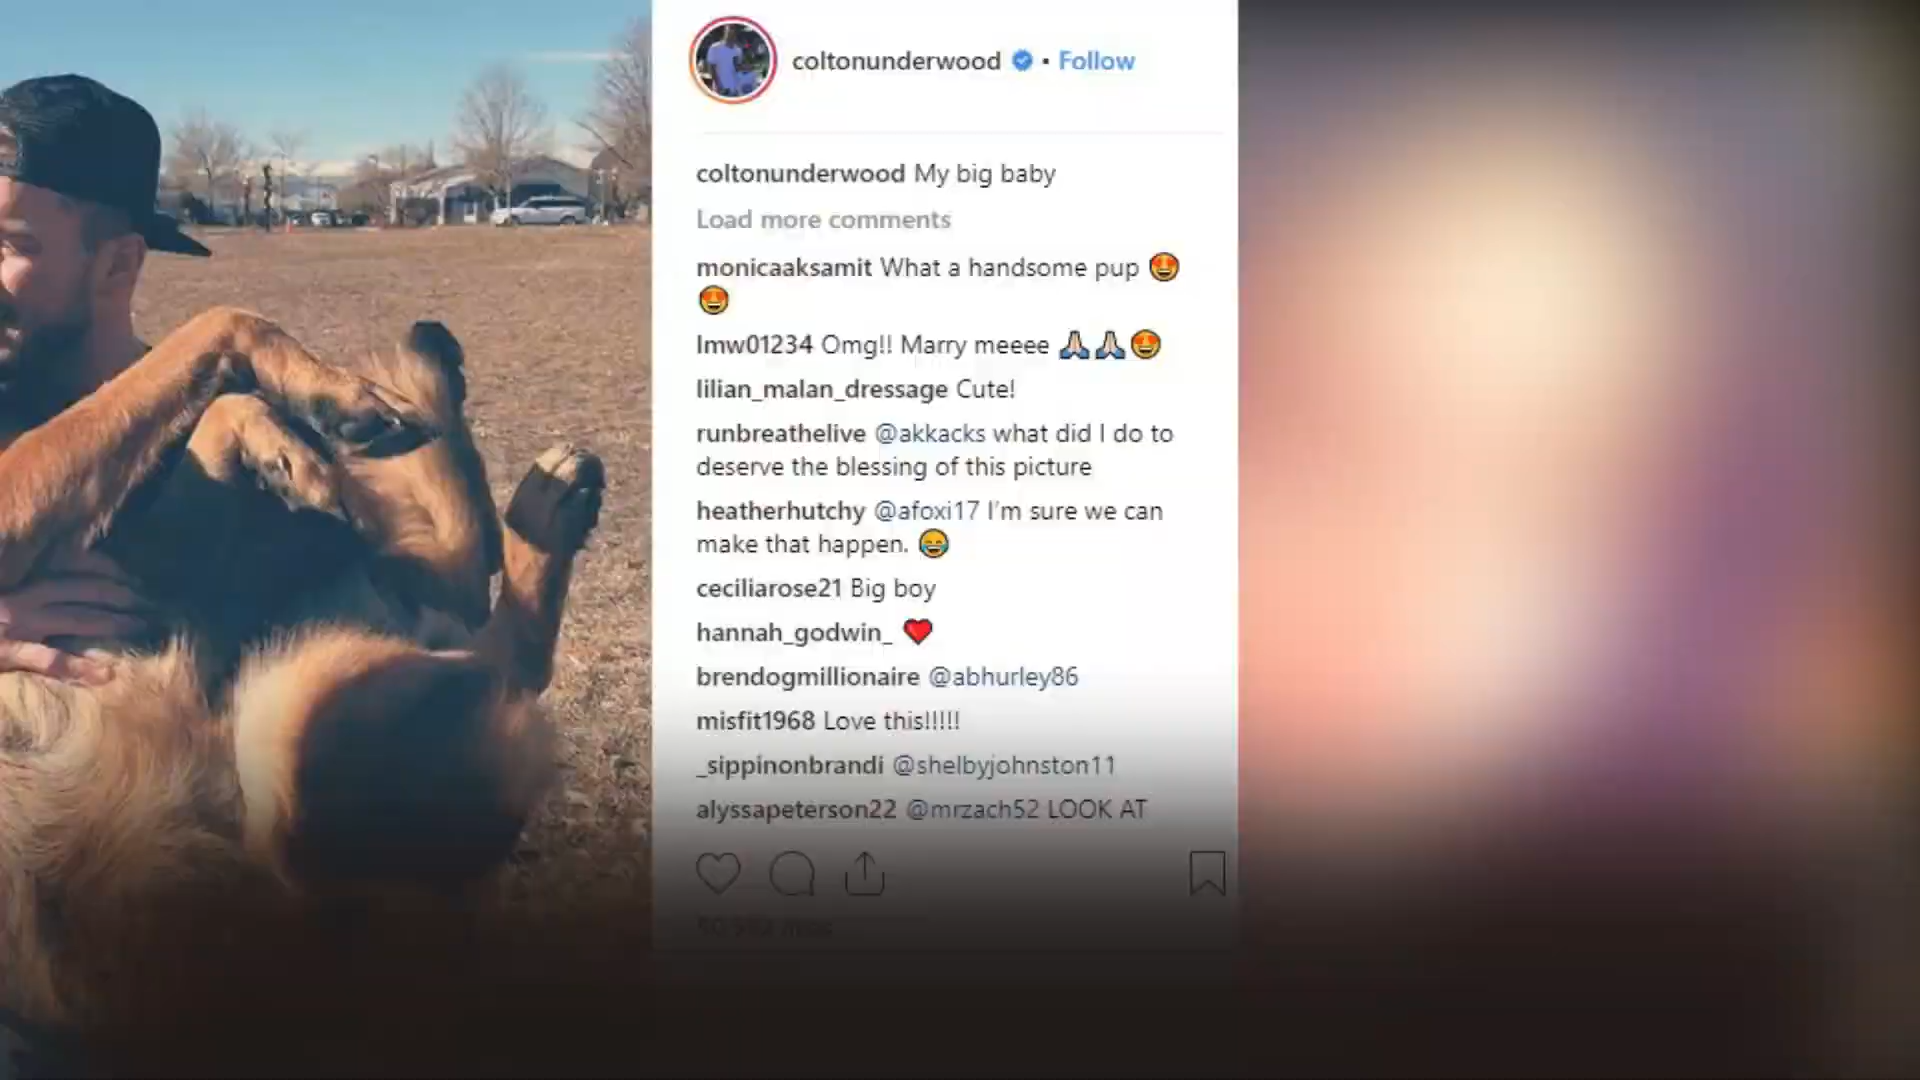 coltonunderwood • Follow
coltonunderwood My big baby
Load more comments
monicaaksamit What a handsome pup 😍
😍
lmw01234 Omg!! Marry meeee 🙏🏻🙏🏻😍
lilian_malan_dressage Cute!
runbreathelive @akkacks what did I do to
deserve the blessing of this picture
heatherhutchy @afoxi17 I'm sure we can
make that happen. 😂
ceciliarose21 Big boy
hannah_godwin_ ❤️
brendogmillionaire @abhurley86
misfit1968 Love this!!!!!
_sippinonbrandi @shelbyjohnston11
alyssapeterson22 @mrzach52 LOOK AT